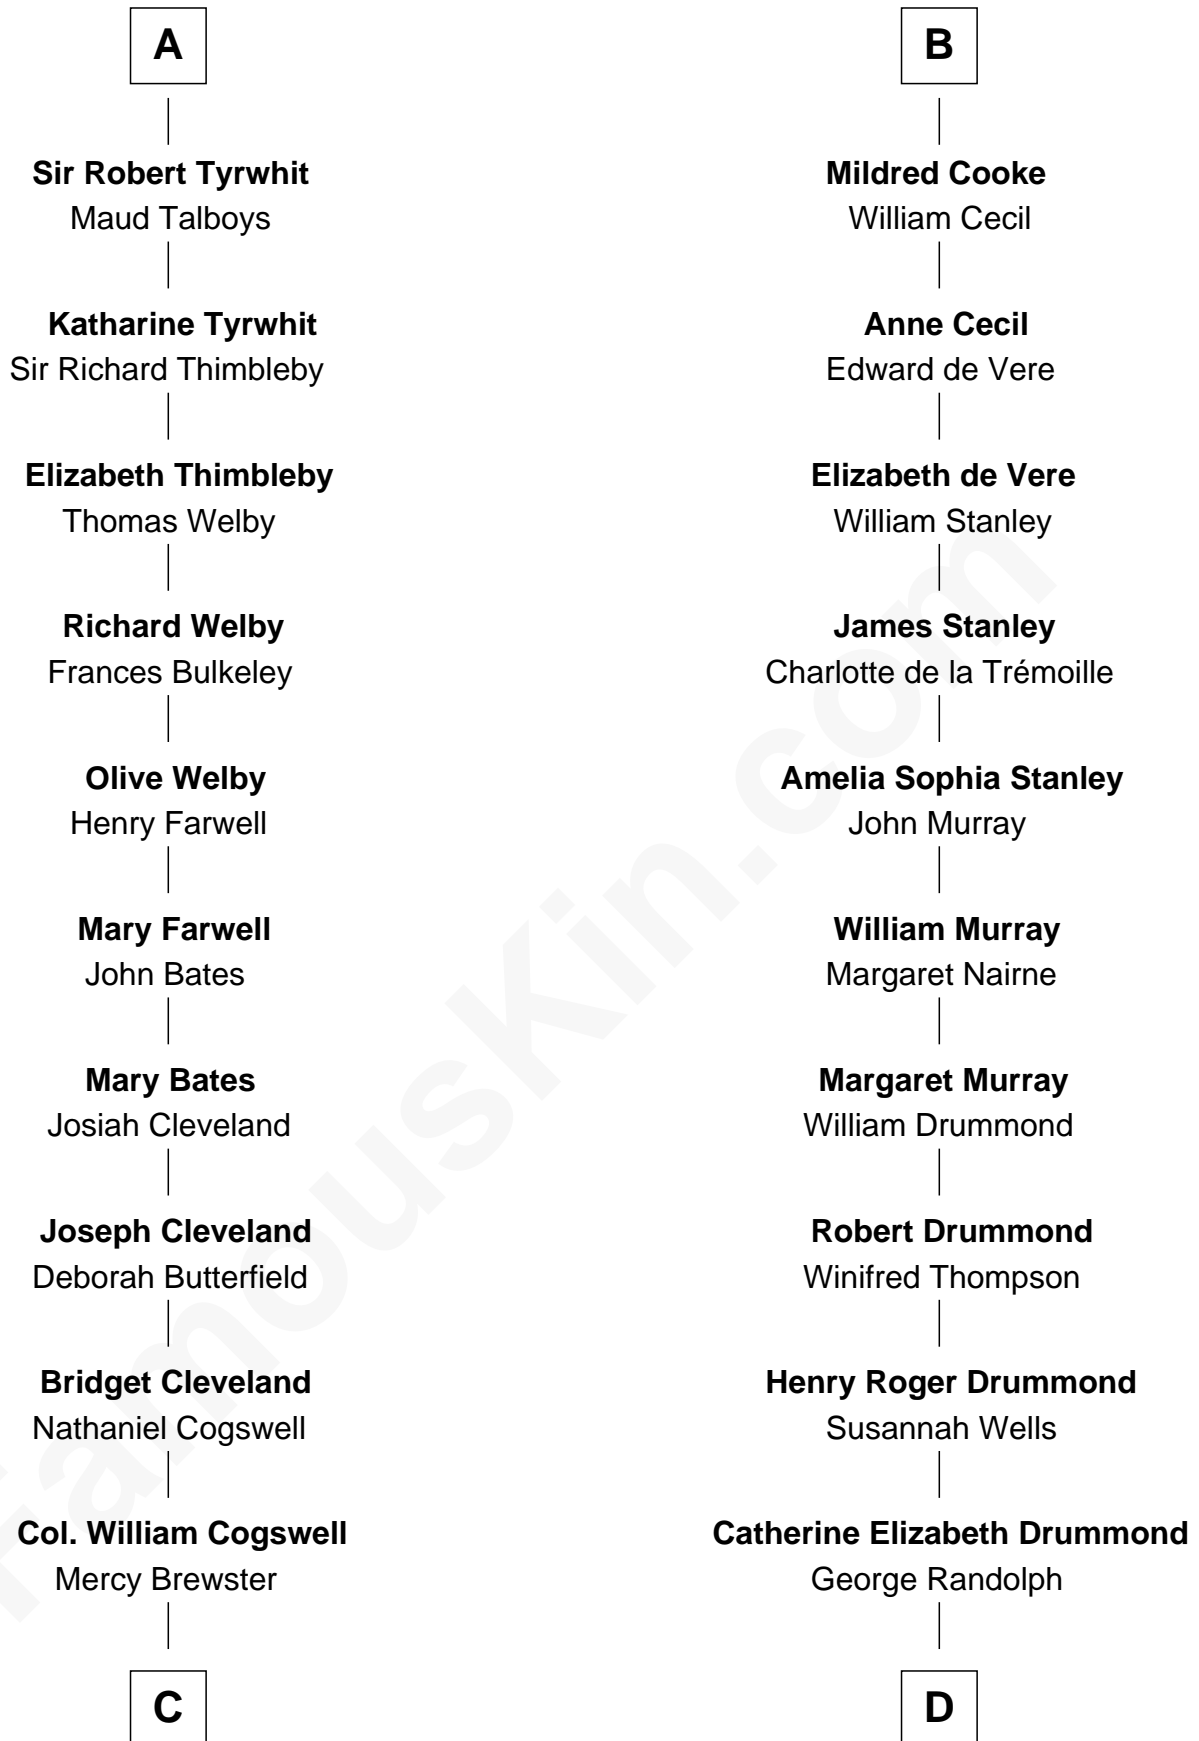 A
Sir Robert Tyrwhit
Maud Talboys
Katharine Tyrwhit
Sir Richard Thimbleby
Elizabeth Thimbleby
Thomas Welby
Richard Welby
Frances Bulkeley
Olive Welby
Henry Farwell
Mary Farwell
John Bates
Mary Bates
Josiah Cleveland
Joseph Cleveland
Deborah Butterfield
Bridget Cleveland
Nathaniel Cogswell
Col. William Cogswell
Mercy Brewster
C
B
Mildred Cooke
William Cecil
Anne Cecil
Edward de Vere
Elizabeth de Vere
William Stanley
James Stanley
Charlotte de la Trémoille
Amelia Sophia Stanley
John Murray
William Murray
Margaret Nairne
Margaret Murray
William Drummond
Robert Drummond
Winifred Thompson
Henry Roger Drummond
Susannah Wells
Catherine Elizabeth Drummond
George Randolph
D
FamousKin.com